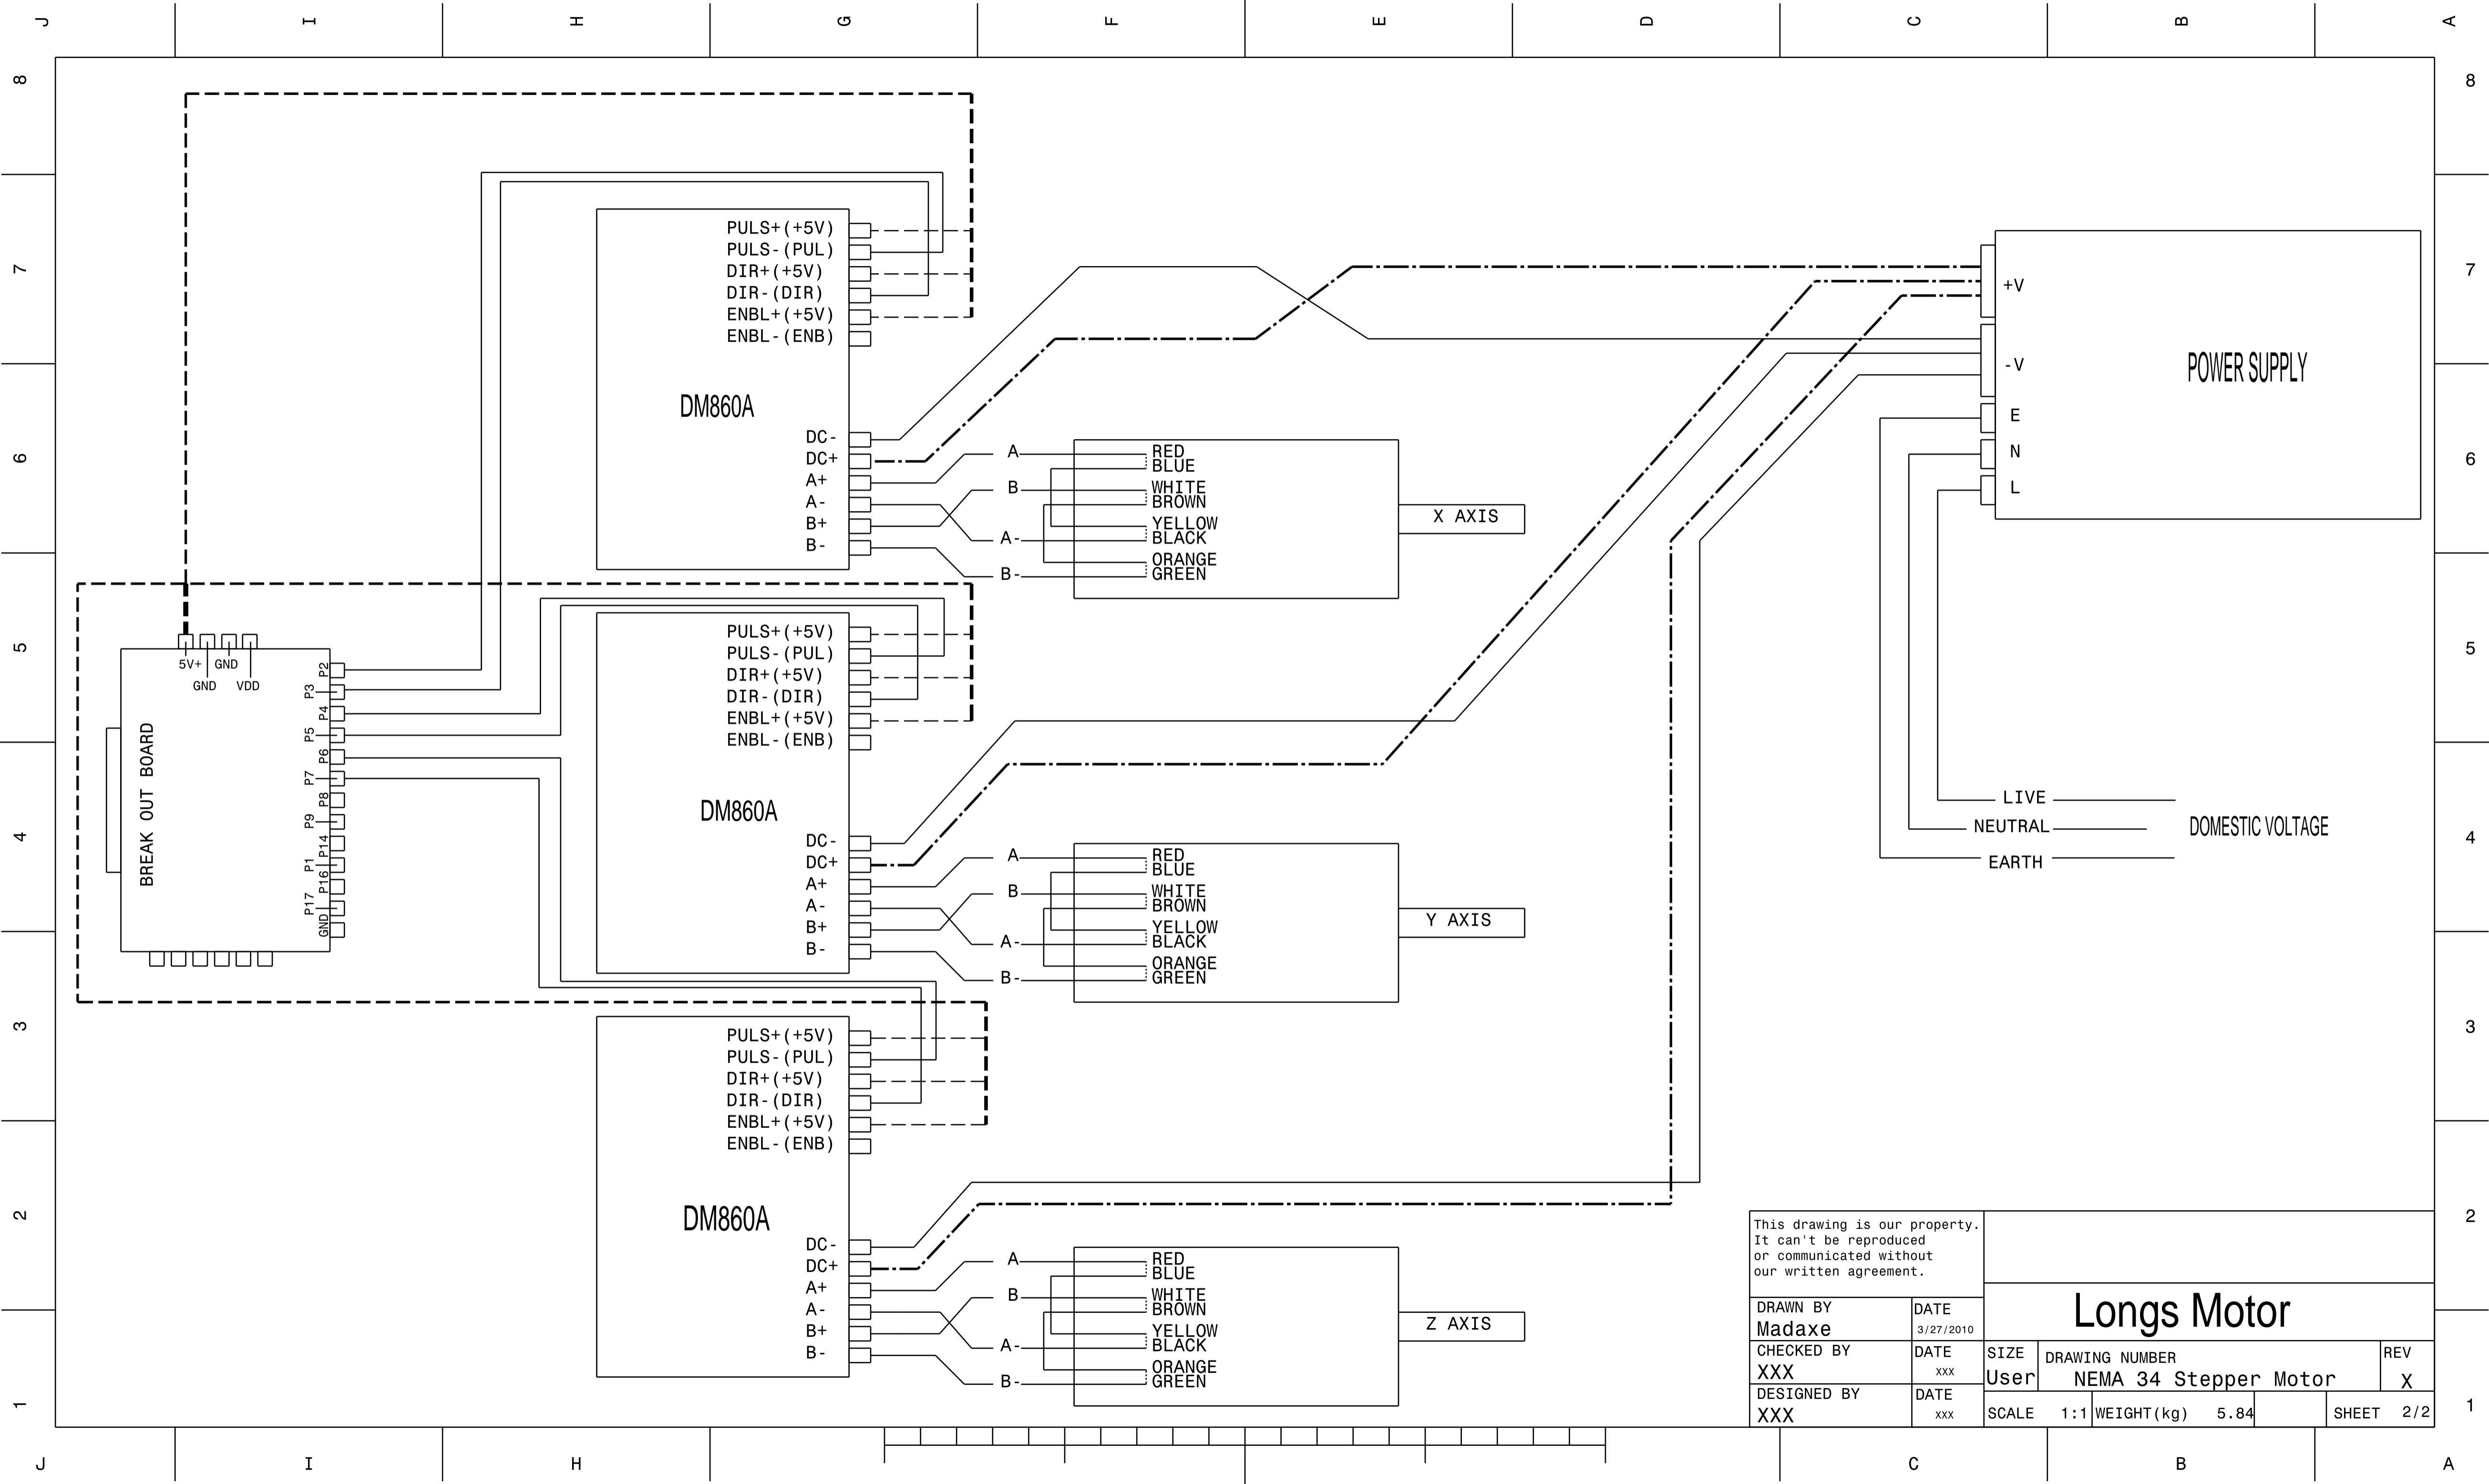 J I H G F E D C B A
8
8
7
7
6
6
5
5
4
4
3
3
2
2
1
1
PULS+(+5V)
PULS-(PUL)
DIR+(+5V)
DIR-(DIR)
ENBL+(+5V)
ENBL-(ENB)
DM860A
DC-
DC+
A+
A-
B+
B-
A
B
A-
B-
RED
BLUE
WHITE
BROWN
YELLOW
BLACK
ORANGE
GREEN
X AXIS
+V
-V
E
N
L
POWER SUPPLY
LIVE
NEUTRAL
EARTH
DOMESTIC VOLTAGE
5V+ GND
GND VDD
BREAK OUT BOARD
P2
P3
P4
P5
P6
P7
P8
P9
P14
P1
P16
P17
GND
PULS+(+5V)
PULS-(PUL)
DIR+(+5V)
DIR-(DIR)
ENBL+(+5V)
ENBL-(ENB)
DM860A
DC-
DC+
A+
A-
B+
B-
A
B
A-
B-
RED
BLUE
WHITE
BROWN
YELLOW
BLACK
ORANGE
GREEN
Y AXIS
PULS+(+5V)
PULS-(PUL)
DIR+(+5V)
DIR-(DIR)
ENBL+(+5V)
ENBL-(ENB)
DM860A
DC-
DC+
A+
A-
B+
B-
A
B
A-
B-
RED
BLUE
WHITE
BROWN
YELLOW
BLACK
ORANGE
GREEN
Z AXIS
This drawing is our property.
It can't be reproduced
or communicated without
our written agreement.
DRAWN BY
Madaxe
DATE
3/27/2010
CHECKED BY
XXX
DATE
XXX
DESIGNED BY
XXX
DATE
XXX
Longs Motor
SIZE
User
DRAWING NUMBER
NEMA 34 Stepper Motor
REV
X
SCALE 1:1
WEIGHT(kg) 5.84
SHEET 2/2
J I H C B A